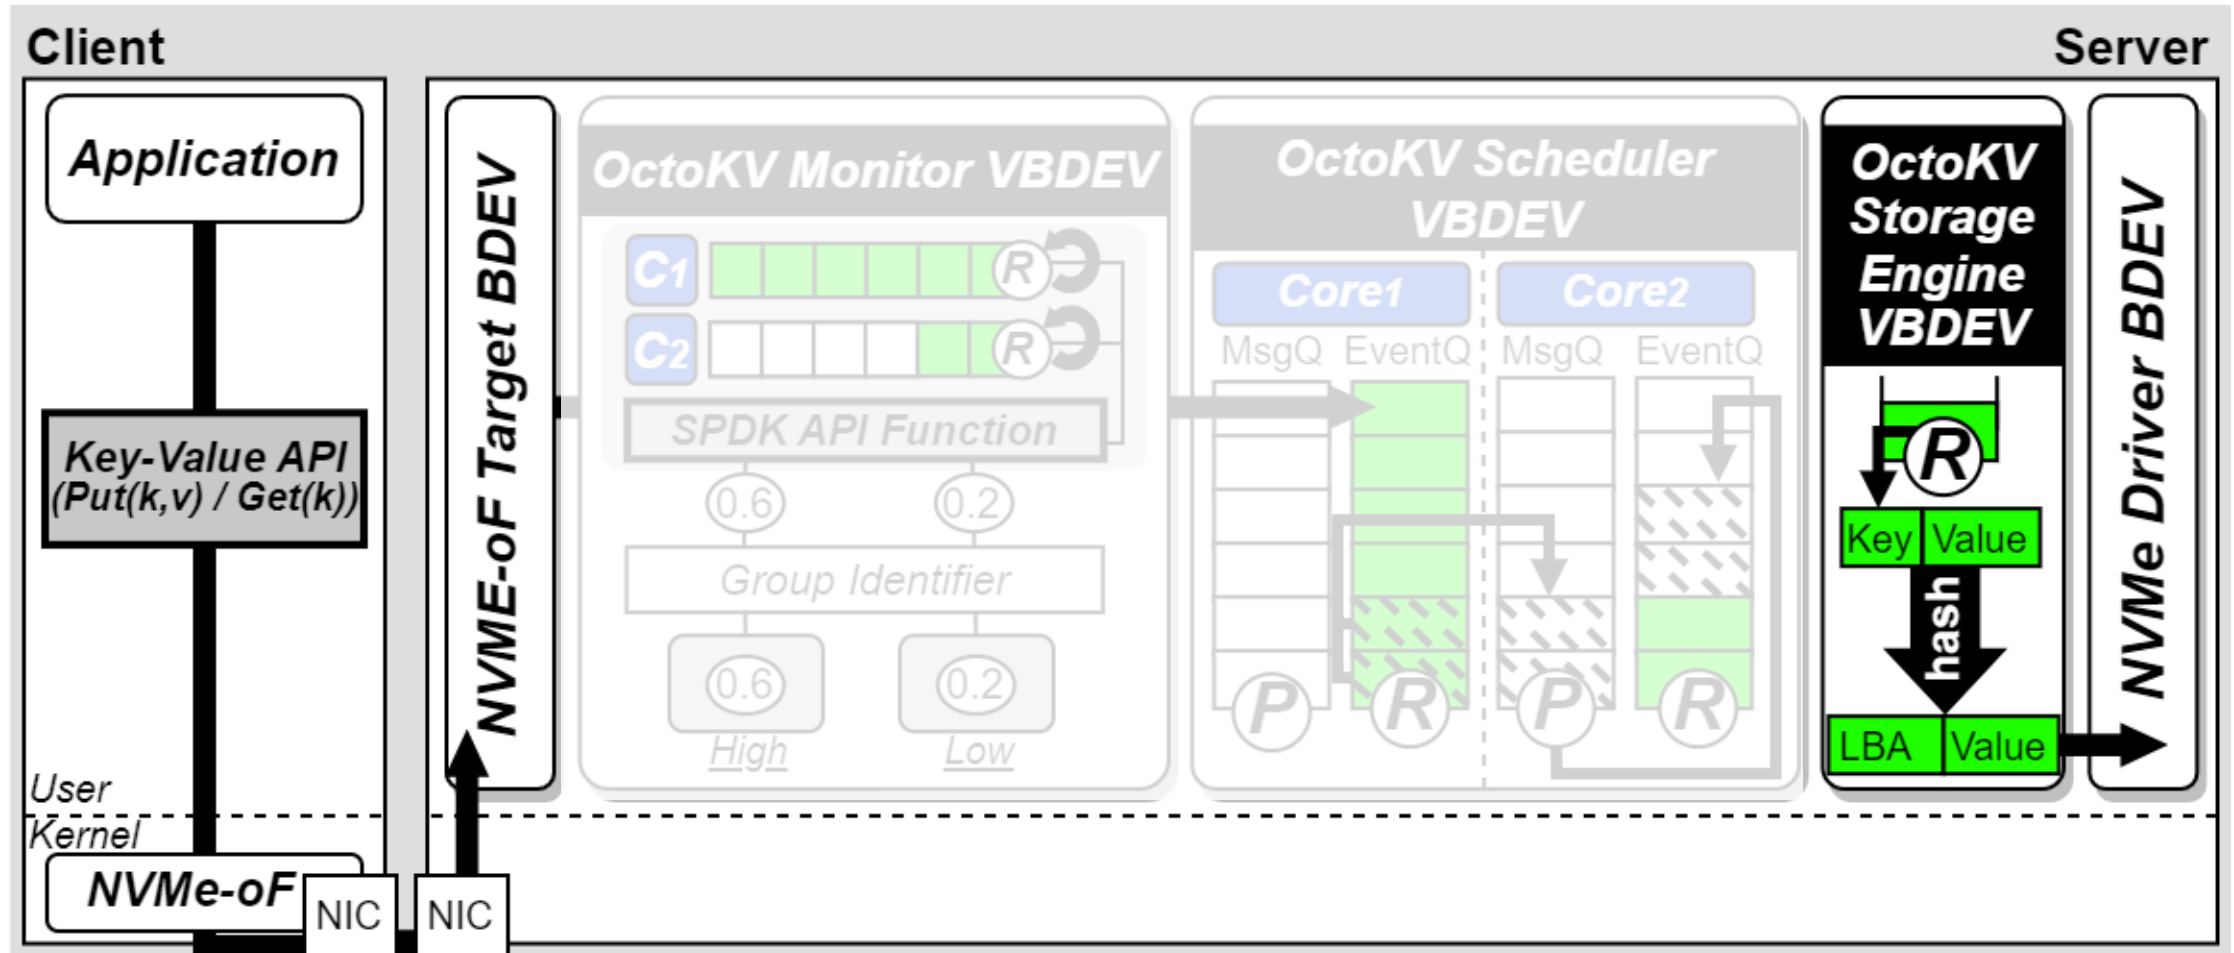 Client
Server
Application
Key-Value API
(Put(k,v) / Get(k))
User
Kernel
NVMe-oF
NIC
NIC
NVME-oF Target BDEV
OctoKV Monitor VBDEV
C1
R
C2
R
SPDK API Function
0.6
0.2
Group Identifier
0.6
0.2
High
Low
OctoKV Scheduler
VBDEV
Core1
Core2
MsgQ
EventQ
MsgQ
EventQ
P
R
P
R
OctoKV
Storage
Engine
VBDEV
R
Key
Value
hash
LBA
Value
NVMe Driver BDEV